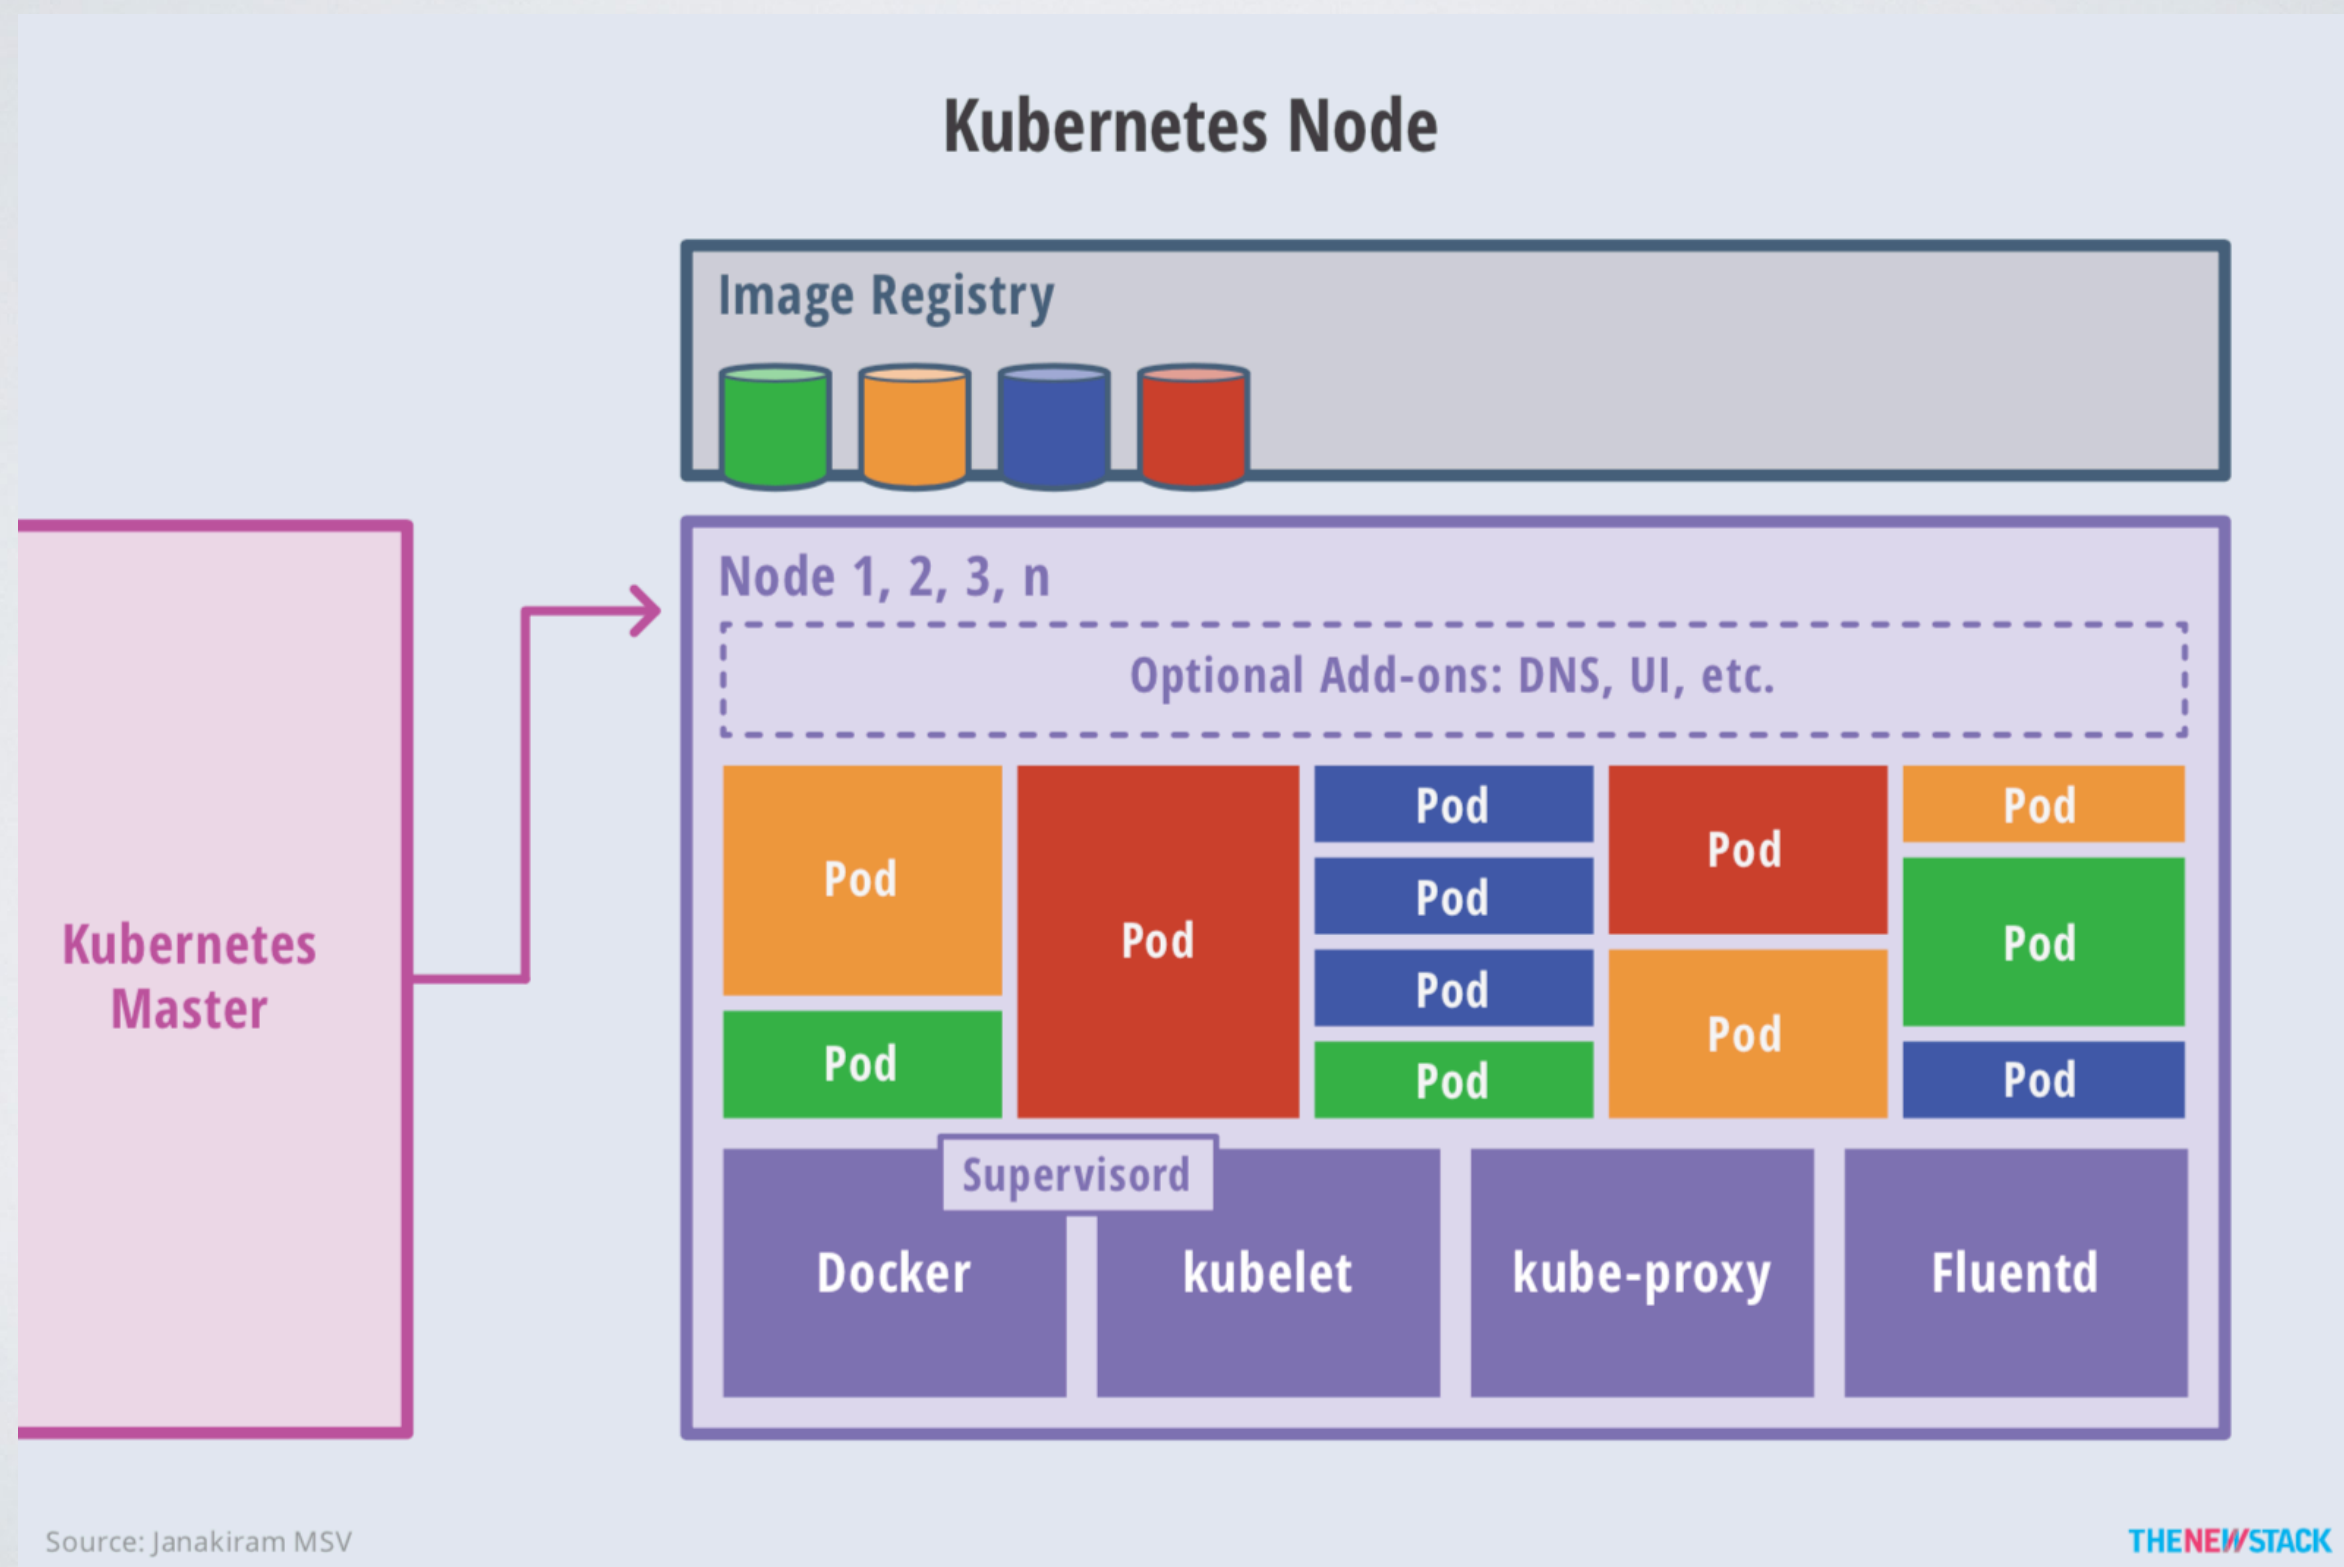 Kubernetes Node
Image Registry
Kubernetes
Master
Node 1, 2, 3, n
Optional Add-ons: DNS, UI, etc.
Pod
Pod
Pod
Pod
Pod
Pod
Pod
Pod
Pod
Pod
Pod
Pod
Supervisord
Docker
kubelet
kube-proxy
Fluentd
Source: Janakiram MSV
THENEWSTACK